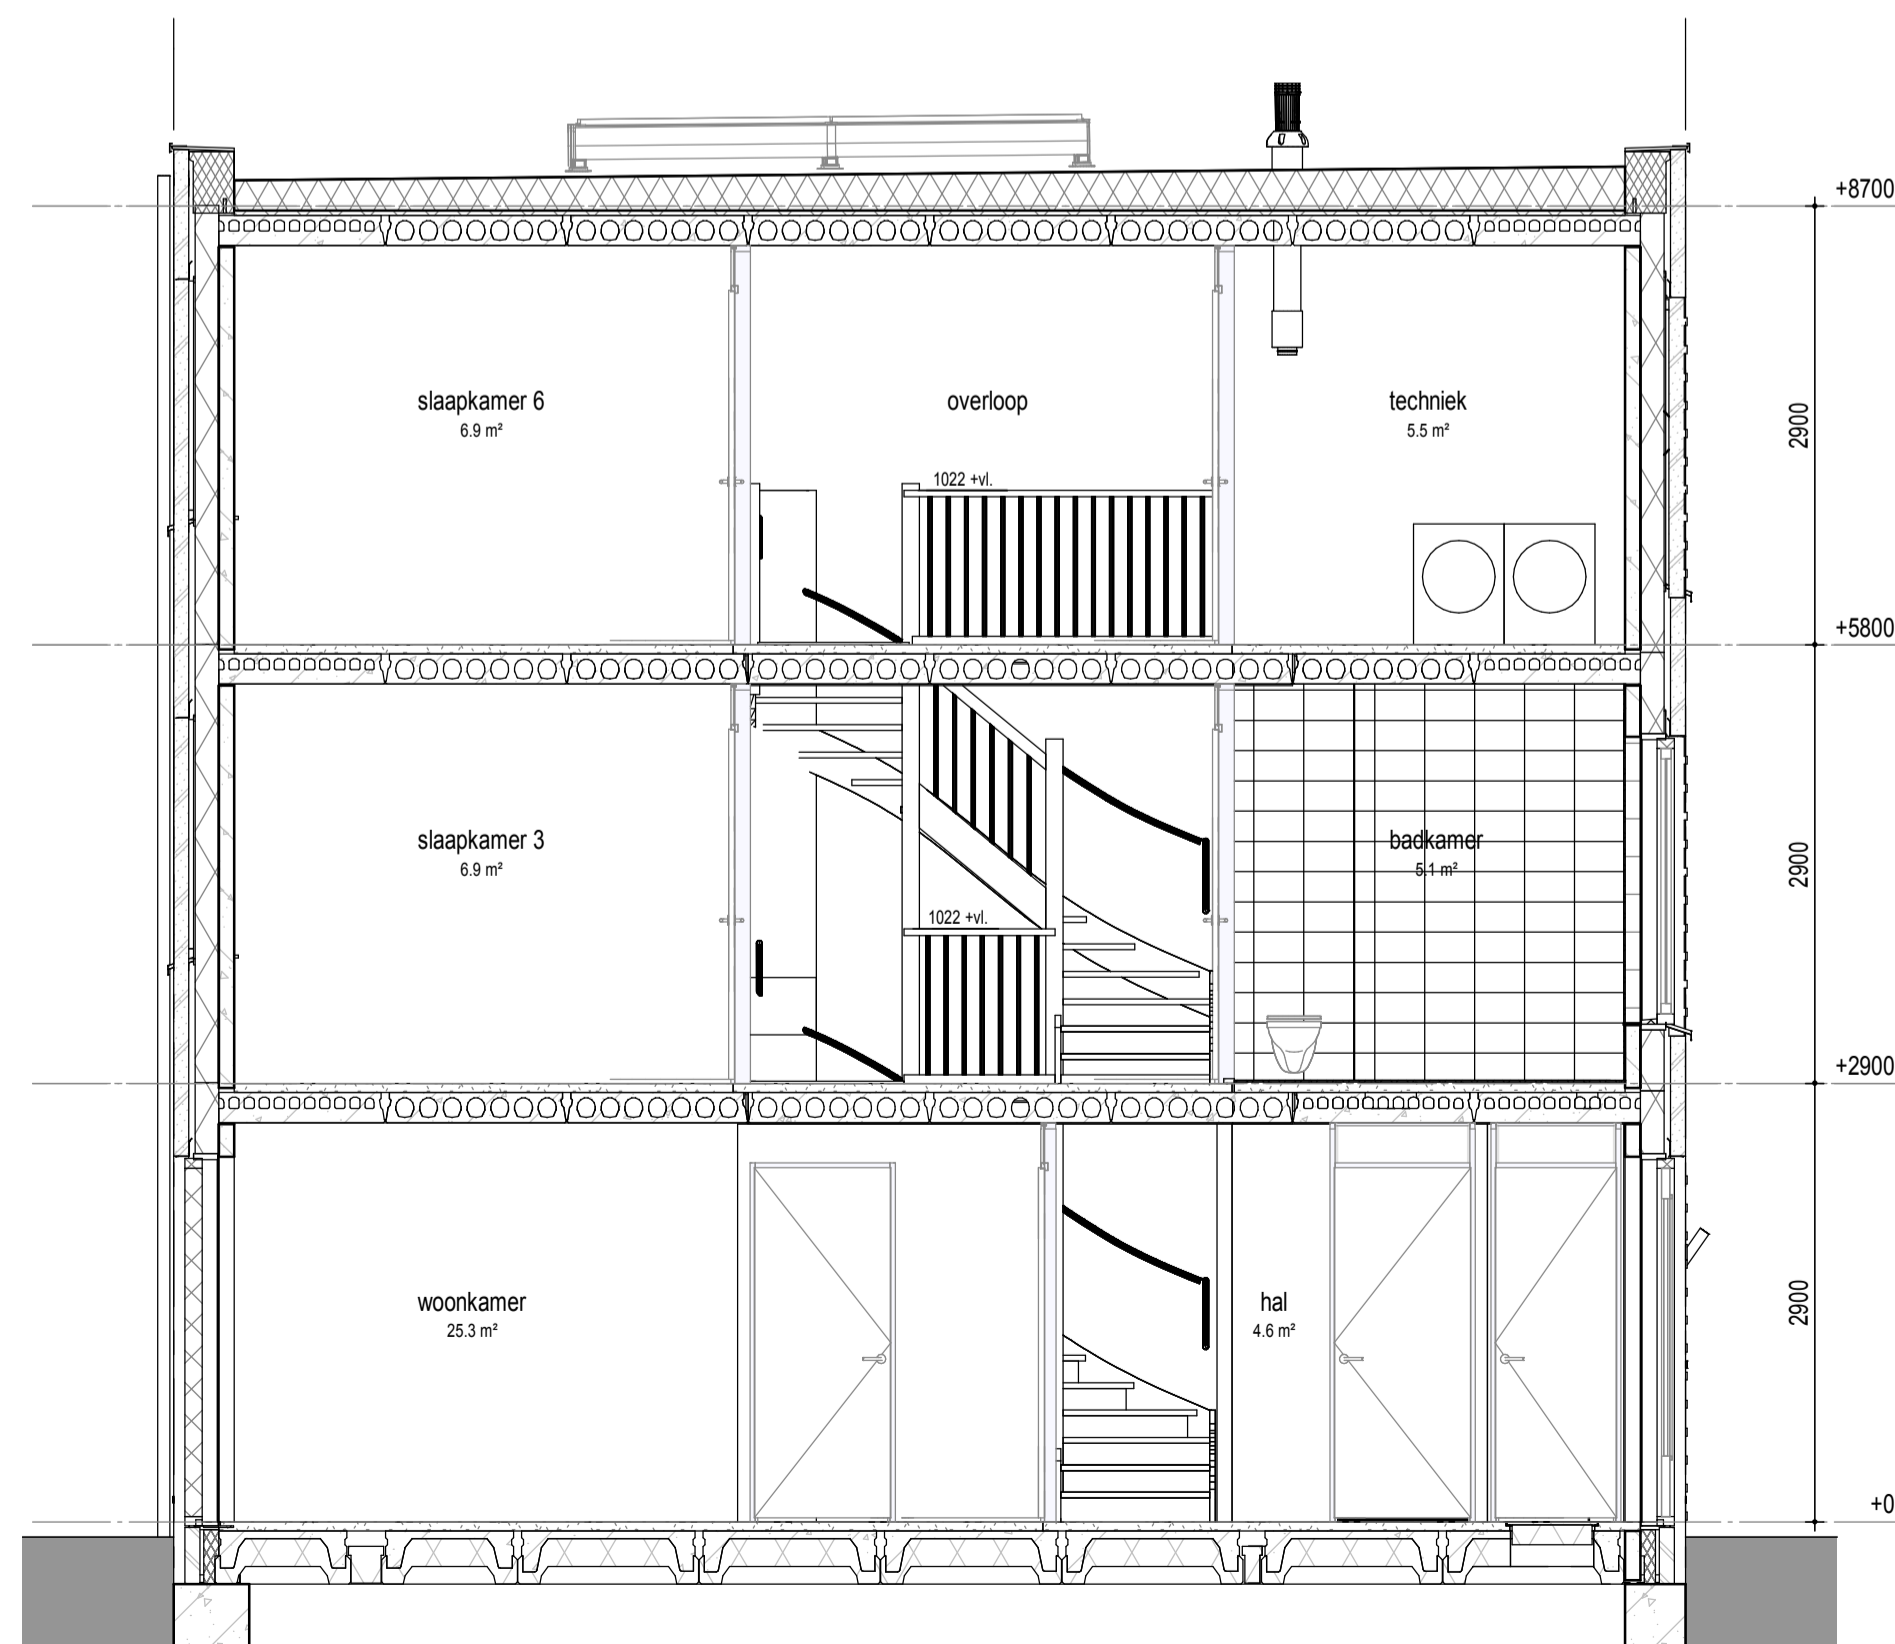 +8700
slaapkamer 6
6.9 m²
overloop
techniek
5.5 m²
2900
1022 +vl.
+5800
slaapkamer 3
6.9 m²
badkamer
5.1 m²
2900
1022 +vl.
+2900
woonkamer
25.3 m²
hal
4.6 m²
2900
+0